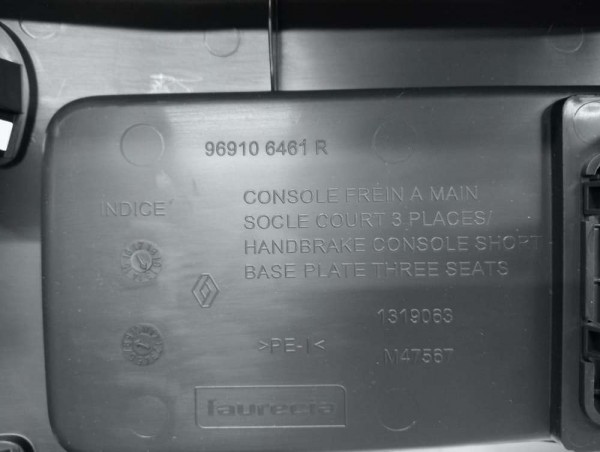 96910 6461 R
INDICE
CONSOLE FREIN A MAIN
SOCLE COURT 3 PLACES/
HANDBRAKE CONSOLE SHORT
BASE PLATE THREE SEATS
1319063
>PE-I<
M47567
faurecia